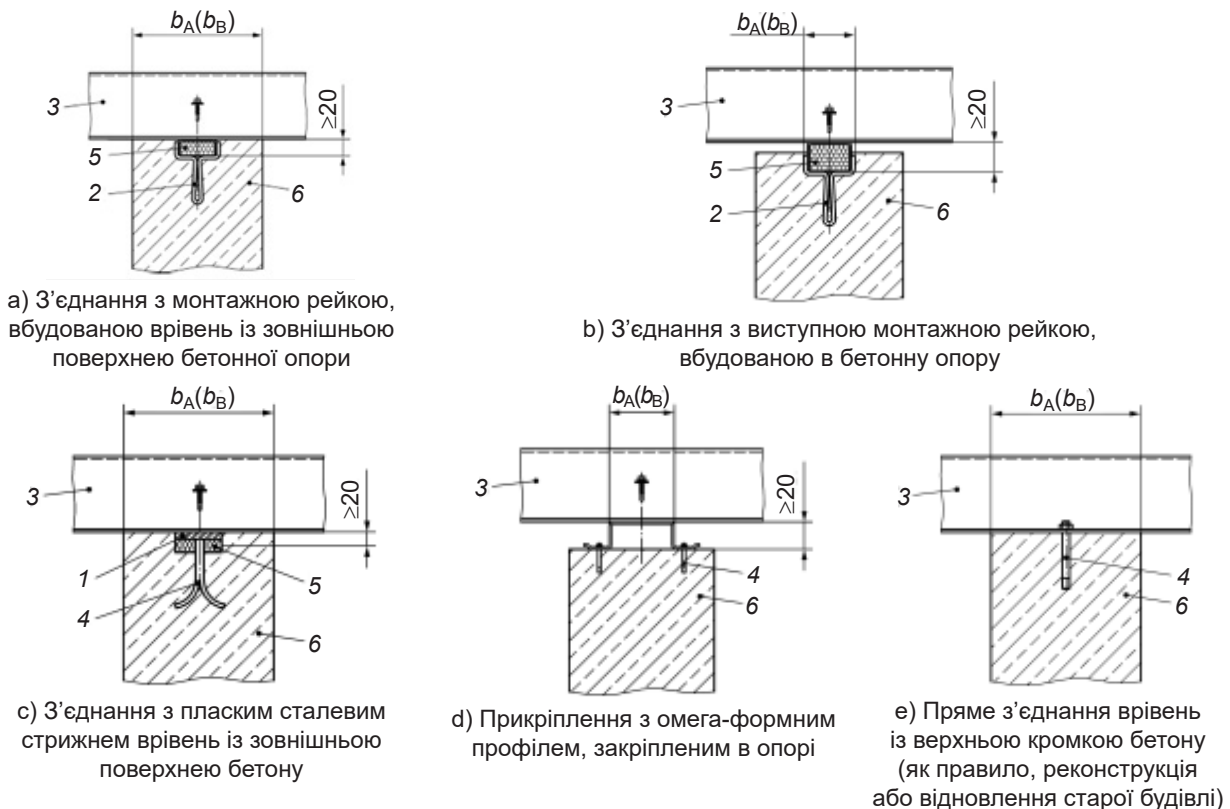 bA(bB)
3
≥20
5
2
6
a) З’єднання з монтажною рейкою,
вбудованою врівень із зовнішньою
поверхнею бетонної опори
bA(bB)
3
≥20
5
2
6
b) З’єднання з виступною монтажною рейкою,
вбудованою в бетонну опору
bA(bB)
3
≥20
1
5
4
6
c) З’єднання з пласким сталевим
стрижнем врівень із зовнішньою
поверхнею бетону
bA(bB)
3
≥20
4
6
d) Прикріплення з омега-формним
профілем, закріпленим в опорі
bA(bB)
3
4
6
e) Пряме з’єднання врівень
із верхньою кромкою бетону
(як правило, реконструкція
або відновлення старої будівлі)